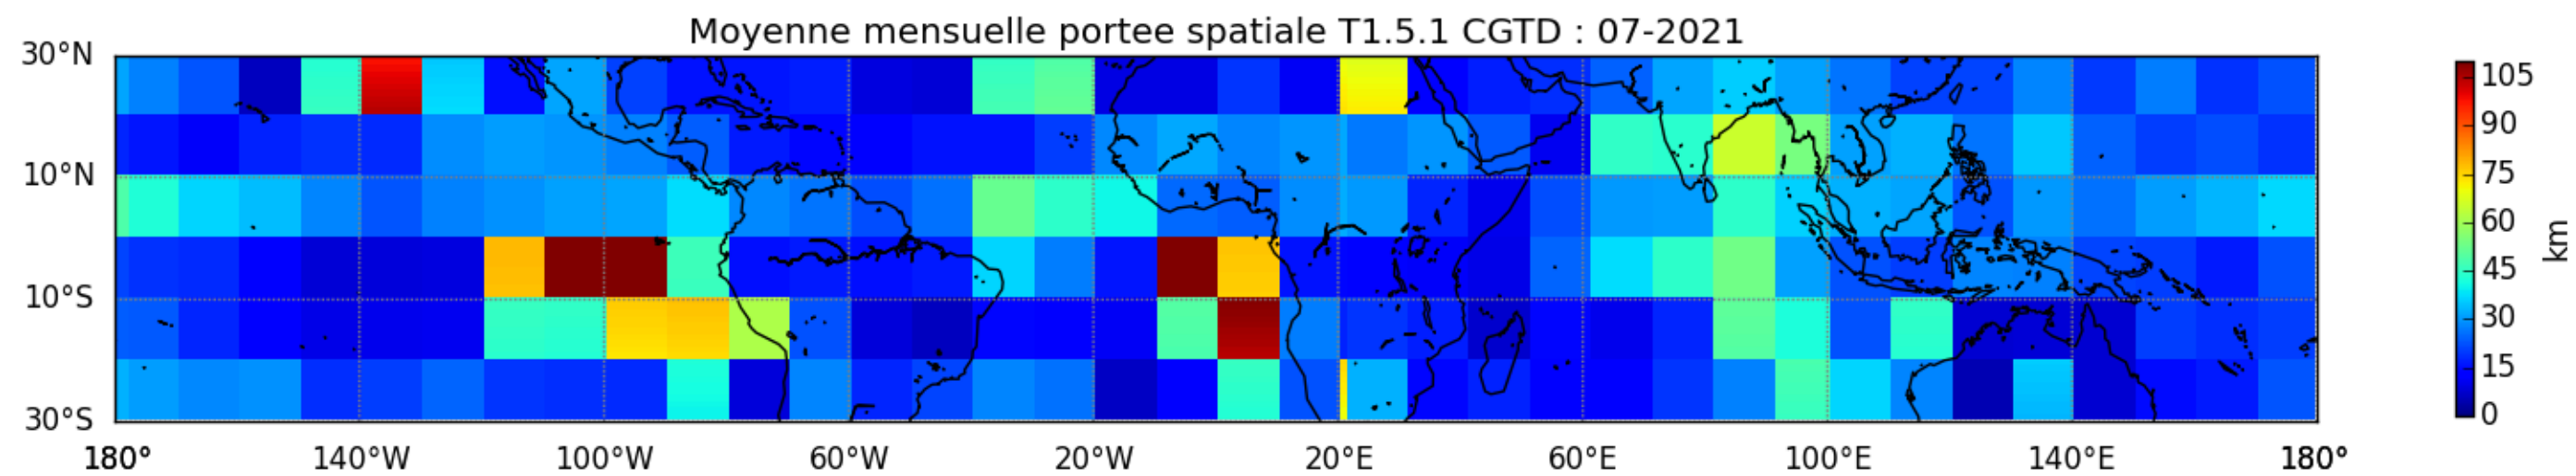 Moyenne mensuelle portee spatiale T1.5.1 CGTD : 07-2021
30°N
10°N
10°S
30°S
180° 140°W 100°W 60°W 20°W 20°E 60°E 100°E 140°E 180°
105
90
75
60
45
30
15
0
km